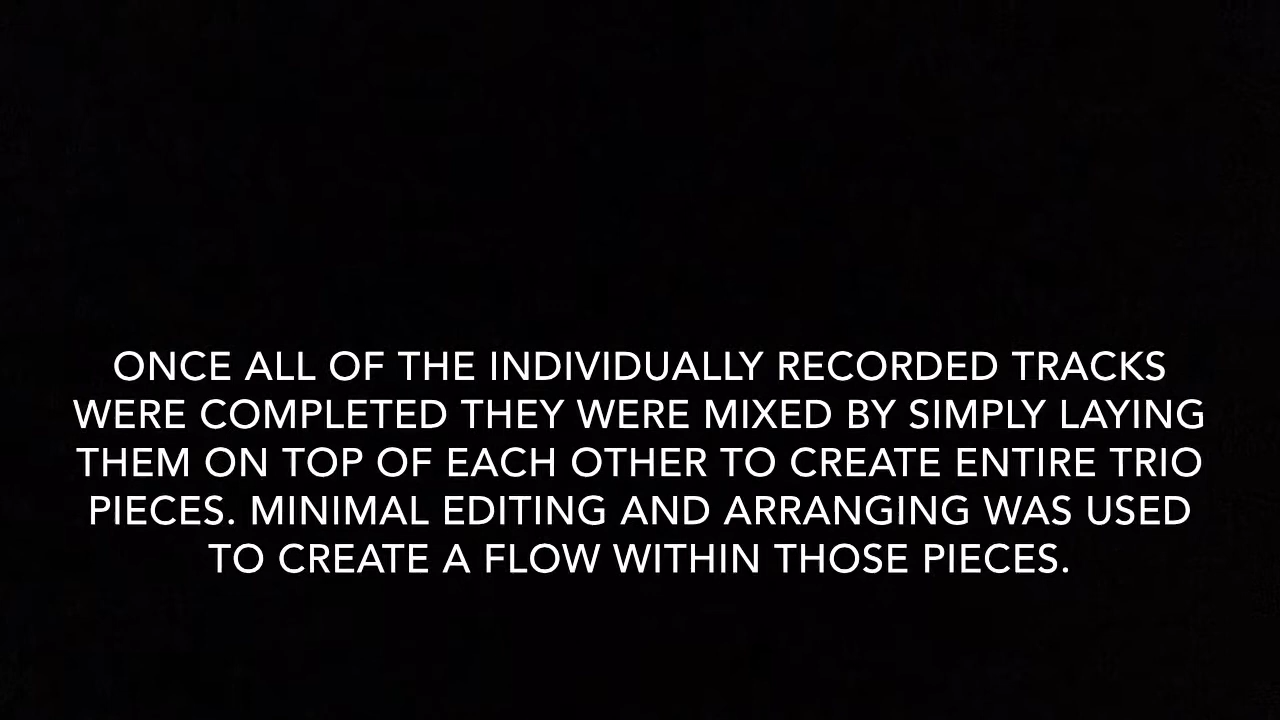 ONCE ALL OF THE INDIVIDUALLY RECORDED TRACKS
WERE COMPLETED THEY WERE MIXED BY SIMPLY LAYING
THEM ON TOP OF EACH OTHER TO CREATE ENTIRE TRIO
PIECES. MINIMAL EDITING AND ARRANGING WAS USED
TO CREATE A FLOW WITHIN THOSE PIECES.